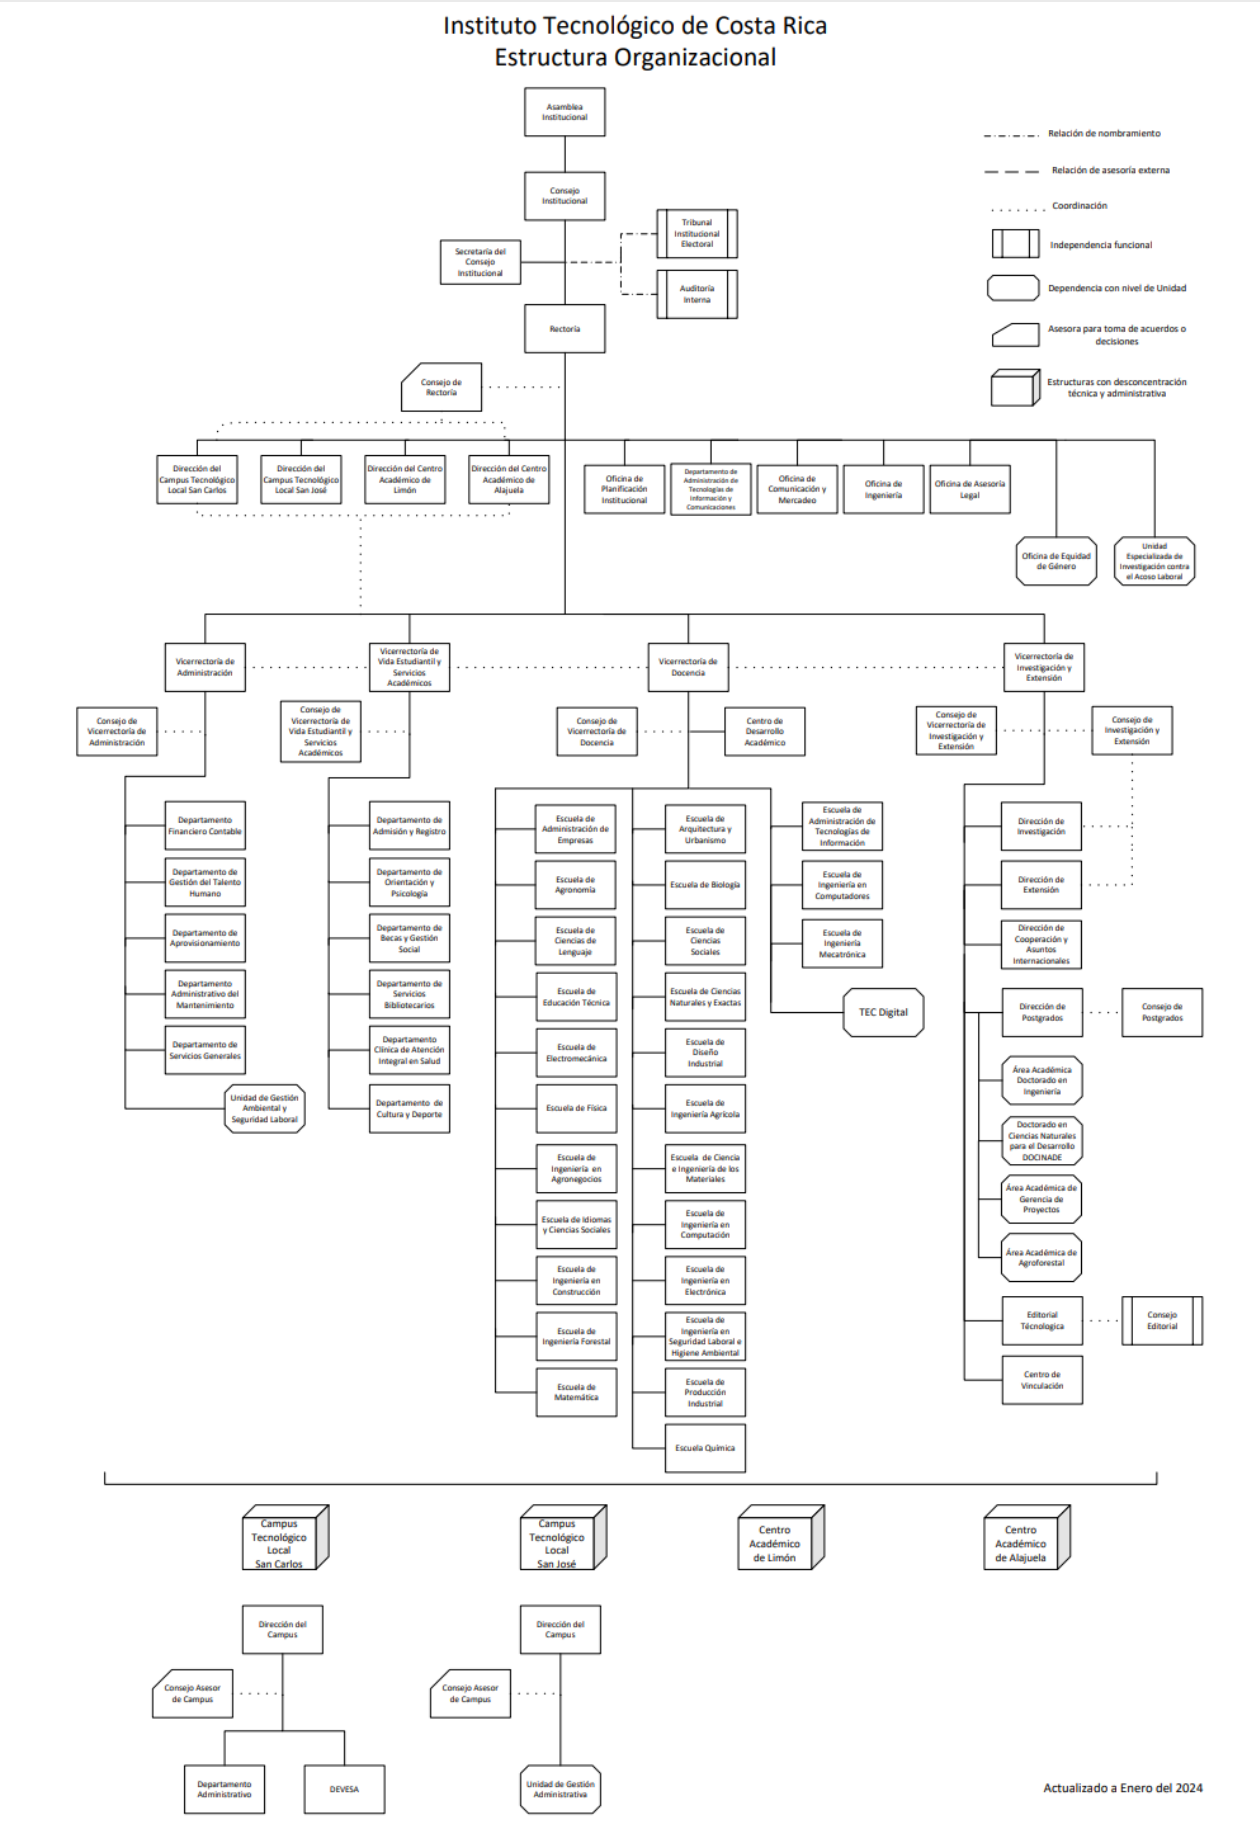 Instituto Tecnológico de Costa Rica
Estructura Organizacional
Asamblea
Institucional
Relación de nombramiento
Relación de asesoría externa
Coordinación
Independencia funcional
Dependencia con nivel de Unidad
Asesora para toma de acuerdos o
decisiones
Estructuras con desconcentración
técnica y administrativa
Consejo
Institucional
Tribunal
Institucional
Electoral
Secretaría del
Consejo
Institucional
Auditoría
Interna
Rectoría
Consejo de
Rectoría
Dirección del
Campus Tecnológico
Local San Carlos
Dirección del
Campus Tecnológico
Local San José
Dirección del Centro
Académico de
Limón
Dirección del Centro
Académico de
Alajuela
Oficina de
Planificación
Institucional
Departamento de
Administración de
Tecnologías de
Información y
Comunicaciones
Oficina de
Comunicación y
Mercadeo
Oficina de
Ingeniería
Oficina de Asesoría
Legal
Oficina de Equidad
de Género
Unidad
Especializada de
Investigación contra
el Acoso Laboral
Vicerrectoría de
Administración
Vicerrectoría de
Vida Estudiantil y
Servicios
Académicos
Vicerrectoría de
Docencia
Vicerrectoría de
Investigación y
Extensión
Consejo de
Vicerrectoría de
Administración
Consejo de
Vicerrectoría de
Vida Estudiantil y
Servicios
Académicos
Consejo de
Vicerrectoría de
Docencia
Centro de
Desarrollo
Académico
Consejo de
Vicerrectoría de
Investigación y
Extensión
Consejo de
Investigación y
Extensión
Departamento
Financiero Contable
Departamento de
Gestión del Talento
Humano
Departamento de
Aprovisionamiento
Departamento
Administrativo del
Mantenimiento
Departamento de
Servicios Generales
Unidad de Gestión
Ambiental y
Seguridad Laboral
Departamento de
Admisión y Registro
Departamento de
Orientación y
Psicología
Departamento de
Becas y Gestión
Social
Departamento de
Servicios
Bibliotecarios
Departamento
Clínica de Atención
Integral en Salud
Departamento de
Cultura y Deporte
Escuela de
Administración de
Empresas
Escuela de
Agronomía
Escuela de
Ciencias de
Lenguaje
Escuela de
Educación Técnica
Escuela de
Electromecánica
Escuela de Física
Escuela de
Ingeniería en
Agronegocios
Escuela de Idiomas
y Ciencias Sociales
Escuela de
Ingeniería en
Construcción
Escuela de
Ingeniería Forestal
Escuela de
Matemática
Escuela de
Arquitectura y
Urbanismo
Escuela de Biología
Escuela de
Ciencias
Sociales
Escuela de Ciencias
Naturales y Exactas
Escuela de
Diseño
Industrial
Escuela de
Ingeniería Agrícola
Escuela de Ciencia
e Ingeniería de los
Materiales
Escuela de
Ingeniería en
Computación
Escuela de
Ingeniería en
Electrónica
Escuela de
Ingeniería en
Seguridad Laboral e
Higiene Ambiental
Escuela de
Producción
Industrial
Escuela Química
Escuela de
Administración de
Tecnologías de
Información
Escuela de
Ingeniería en
Computadores
Escuela de
Ingeniería
Mecatrónica
TEC Digital
Dirección de
Investigación
Dirección de
Extensión
Dirección de
Cooperación y
Asuntos
Internacionales
Dirección de
Postgrados
Consejo de
Postgrados
Área Académica
Doctorado en
Ingeniería
Doctorado en
Ciencias Naturales
para el Desarrollo
DOCINADE
Área Académica de
Gerencia de
Proyectos
Área Académica de
Agroforestal
Editorial
Técnologica
Consejo
Editorial
Centro de
Vinculación
Campus
Tecnológico
Local
San Carlos
Campus
Tecnológico
Local
San José
Centro
Académico
de Limón
Centro
Académico
de Alajuela
Dirección del
Campus
Consejo Asesor
de Campus
Departamento
Administrativo
DEVESA
Dirección del
Campus
Consejo Asesor
de Campus
Unidad de Gestión
Administrativa
Actualizado a Enero del 2024